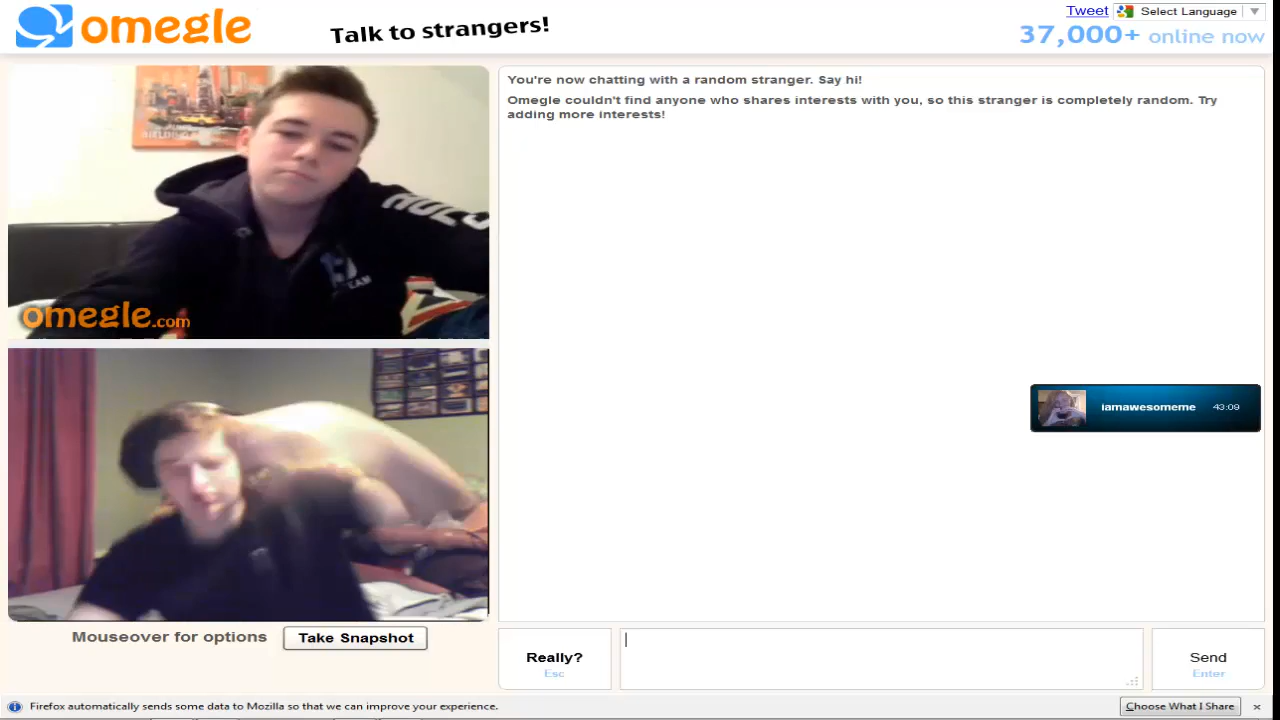 omegle
Talk to strangers!
Tweet
Select Language
37,000+ online now
You're now chatting with a random stranger. Say hi!
Omegle couldn't find anyone who shares interests with you, so this stranger is completely random. Try
adding more interests!
omegle.com
iamawesomeme 43:09
Mouseover for options
Take Snapshot
Really?
Esc
Send
Enter
Firefox automatically sends some data to Mozilla so that we can improve your experience.
Choose What I Share